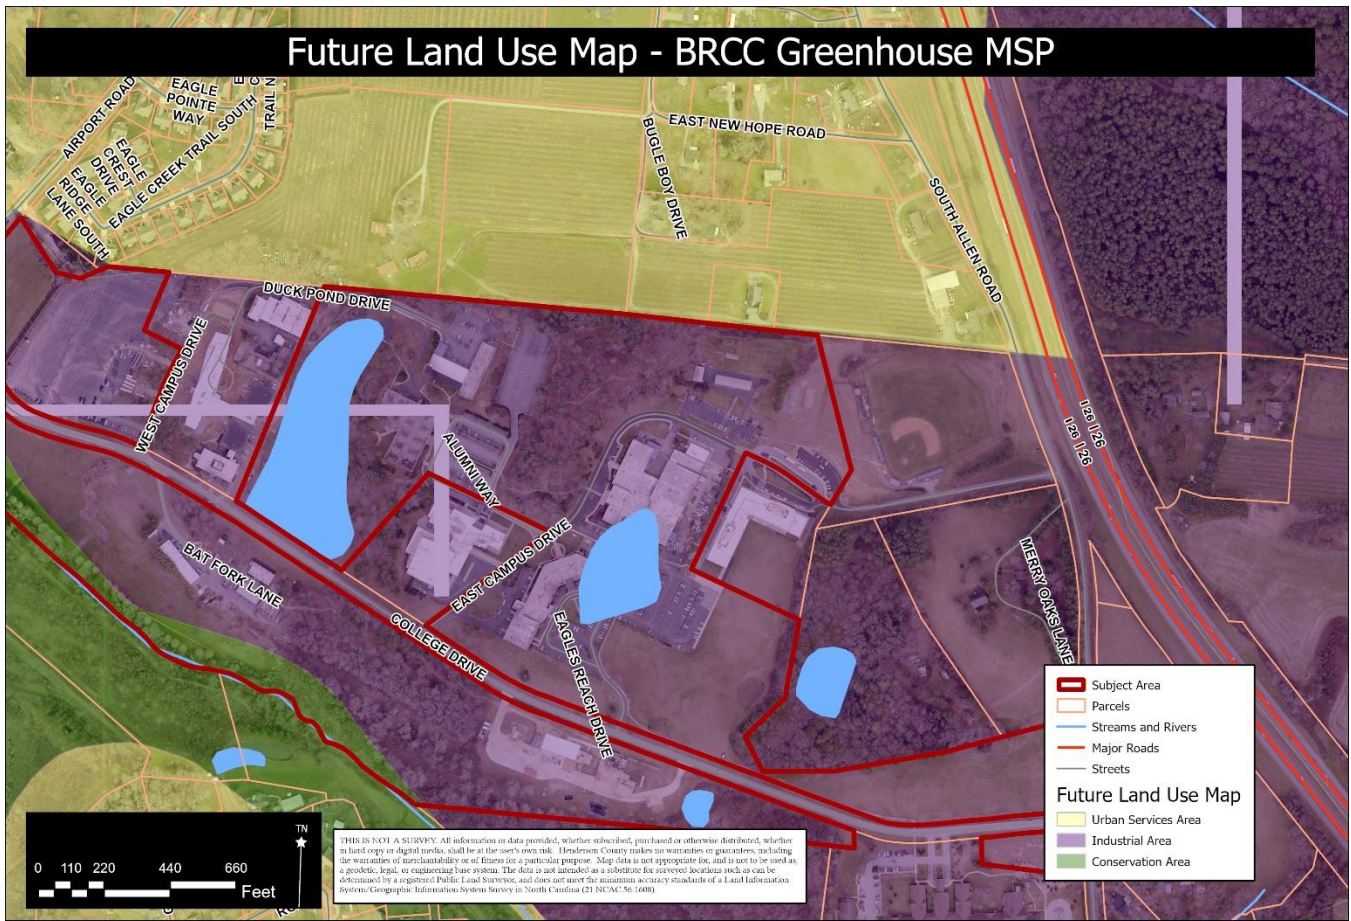 Future Land Use Map - BRCC Greenhouse MSP
AIRPORT ROAD
EAGLE
POINTE
WAY
TRAIL N
EAGLE CREEK TRAIL SOUTH
EAGLE
CREST
DRIVE
EAGLE
RIDGE
LANE SOUTH
EAST NEW HOPE ROAD
BUGLE BOY DRIVE
SOUTH ALLEN ROAD
DUCK POND DRIVE
WEST CAMPUS DRIVE
I 26
I 26
I 26
I 26
ALUMNI WAY
EAST CAMPUS DRIVE
BAT FORK LANE
COLLEGE DRIVE
EAGLES REACH DRIVE
MERRY OAKS LANE
Subject Area
Parcels
Streams and Rivers
Major Roads
Streets
Future Land Use Map
Urban Services Area
Industrial Area
Conservation Area
TN
0 110 220 440 660
Feet
THIS IS NOT A SURVEY. All information or data provided, whether subscribed, purchased or otherwise distributed, whether
in hard copy or digital media, shall be at the user's own risk. Henderson County makes no warranties or guarantees, including
the warranties of merchantability or of fitness for a particular purpose. Map data is not appropriate for, and is not to be used as,
a geodetic, legal, or engineering base system. The data is not intended as a substitute for surveyed locations such as can be
determined by a registered Public Land Surveyor, and does not meet the minimum accuracy standards of a Land Information
System/Geographic Information System Survey in North Carolina (21 NCAC 56.1608).